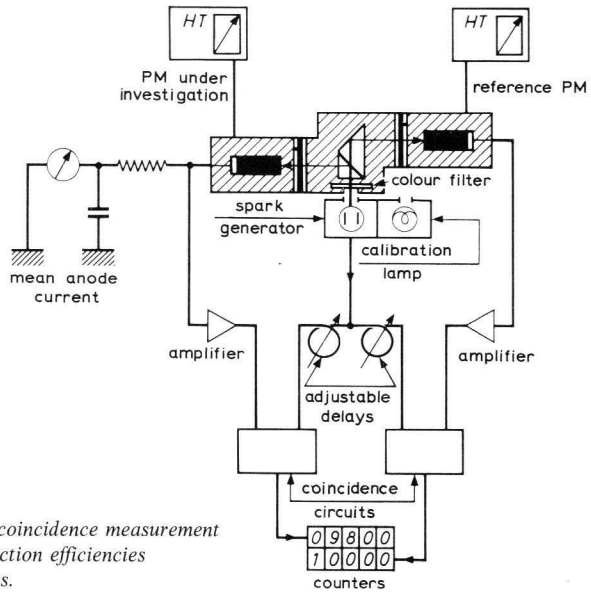 HT
HT
PM under
investigation
reference PM
colour filter
spark
generator
calibration
lamp
mean anode
current
amplifier
amplifier
adjustable
delays
coincidence
circuits
09800
10000
counters
coincidence measurement
ction efficiencies
s.